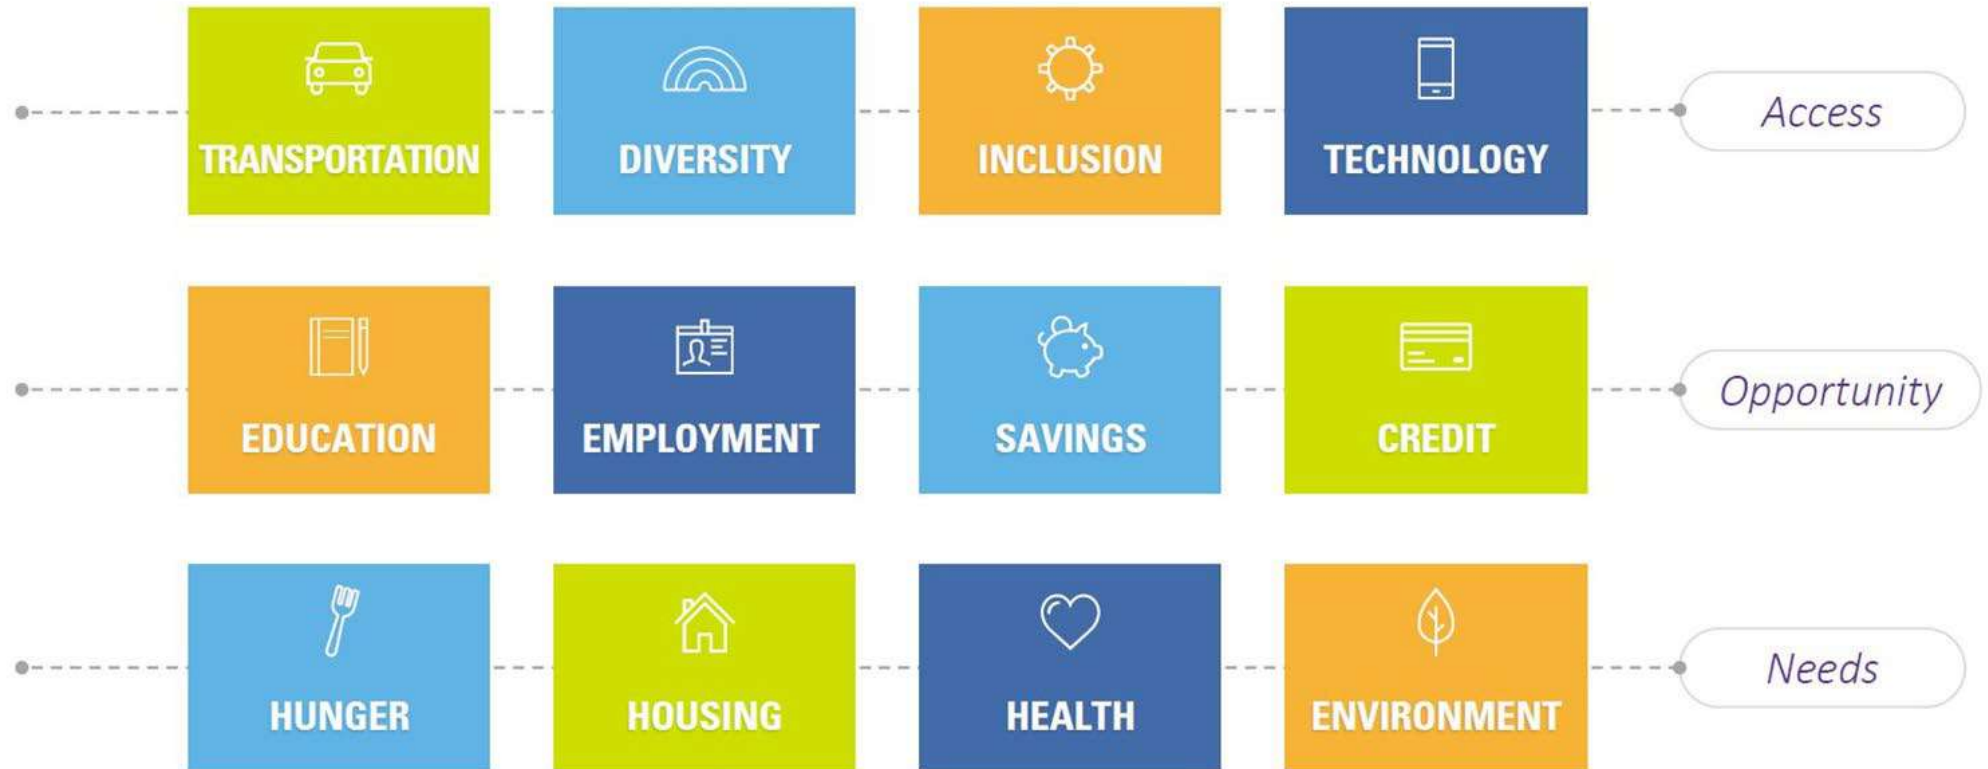 TRANSPORTATION DIVERSITY INCLUSION TECHNOLOGY Access
EDUCATION EMPLOYMENT SAVINGS CREDIT Opportunity
HUNGER HOUSING HEALTH ENVIRONMENT Needs